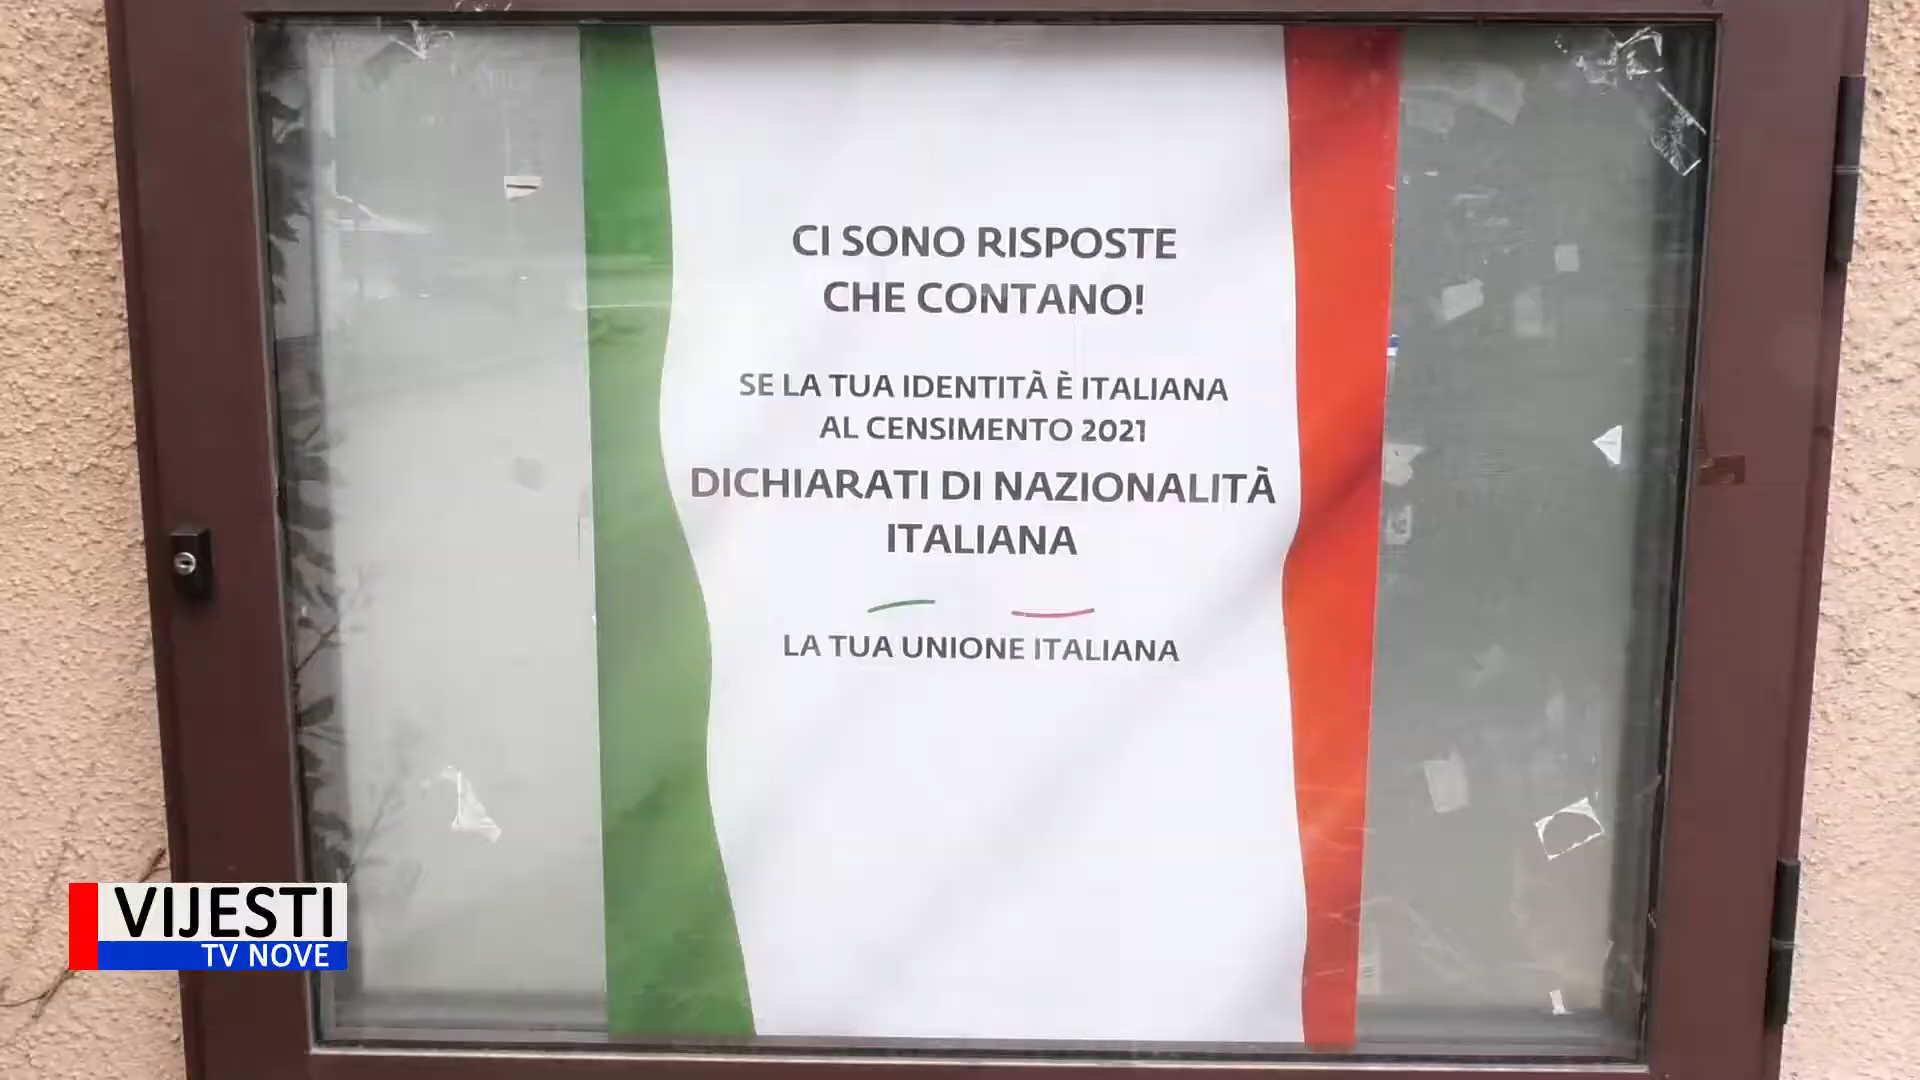 CI SONO RISPOSTE
CHE CONTANO!
SE LA TUA IDENTITÀ È ITALIANA
AL CENSIMENTO 2021
DICHIARATI DI NAZIONALITÀ
ITALIANA
LA TUA UNIONE ITALIANA
VIJESTI
TV NOVE